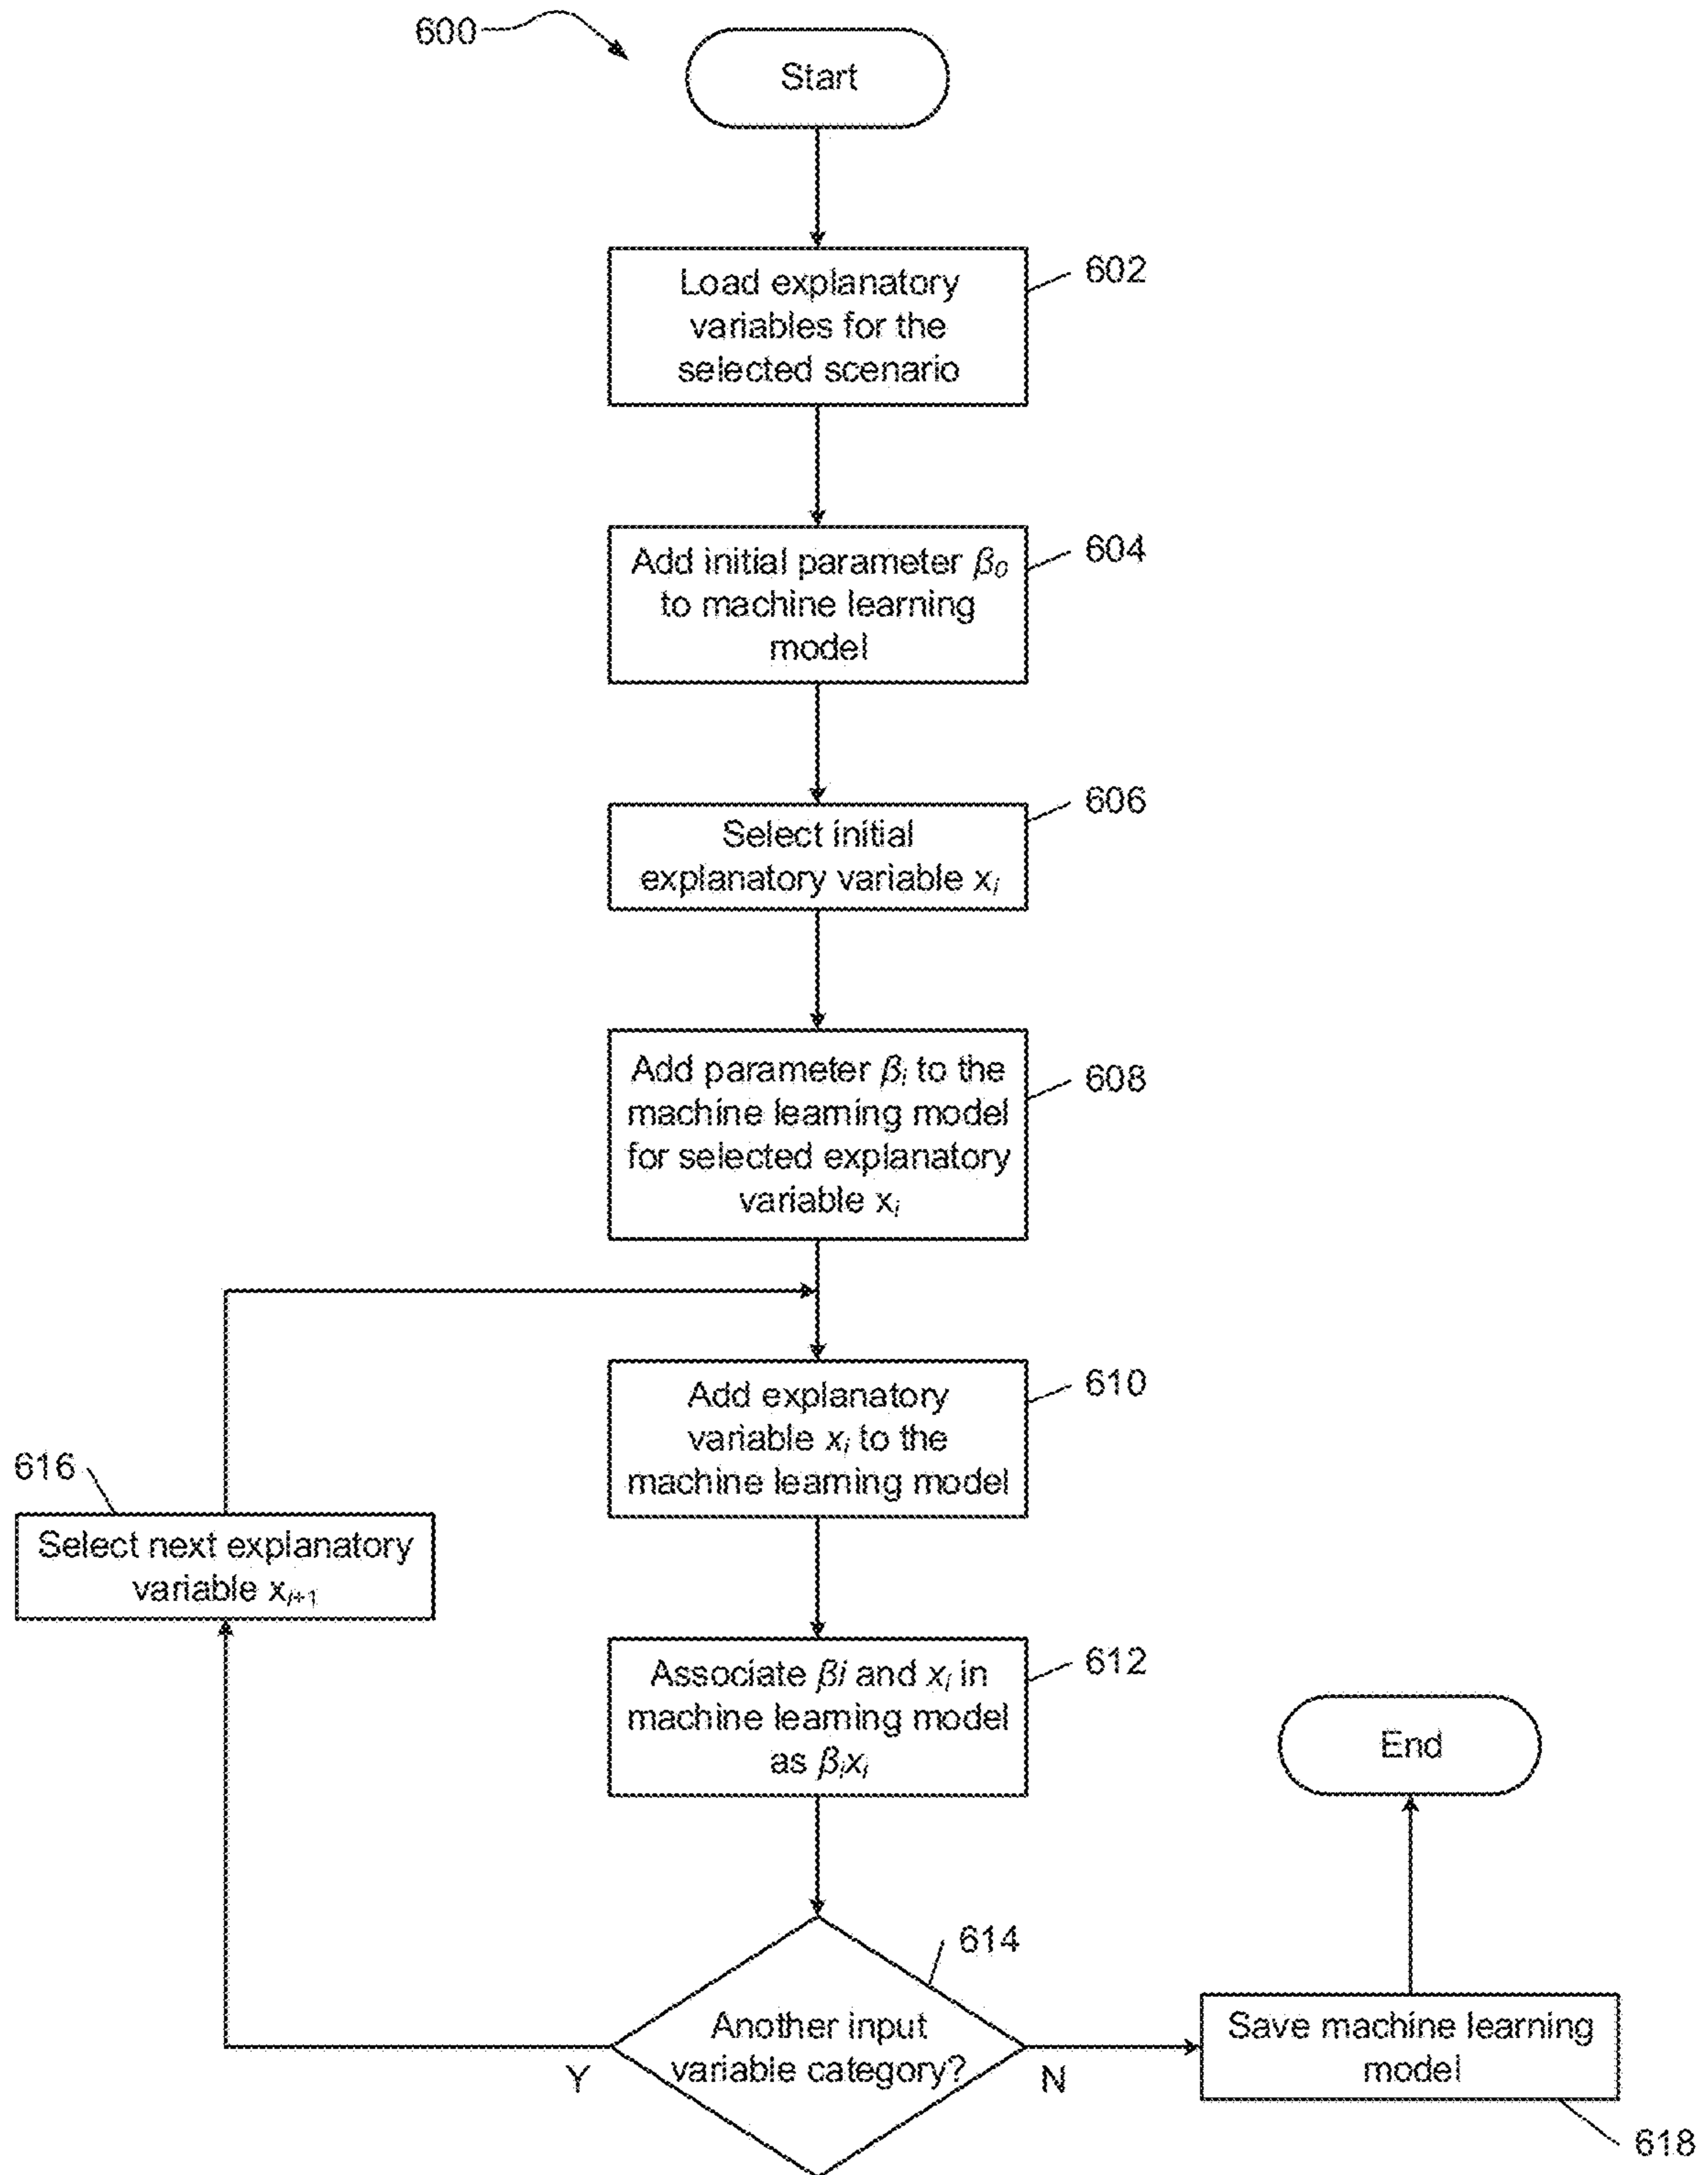 600
Start
Load explanatory
variables for the
selected scenario
602
Add initial parameter β₀
to machine learning
model
604
Select initial
explanatory variable xᵢ
606
Add parameter βᵢ to the
machine learning model
for selected explanatory
variable xᵢ
608
Add explanatory
variable xᵢ to the
machine learning model
610
616
Select next explanatory
variable xᵢ₊₁
Associate βi and xᵢ in
machine learning model
as βᵢxᵢ
612
End
614
Another input
variable category?
Y
N
Save machine learning
model
618